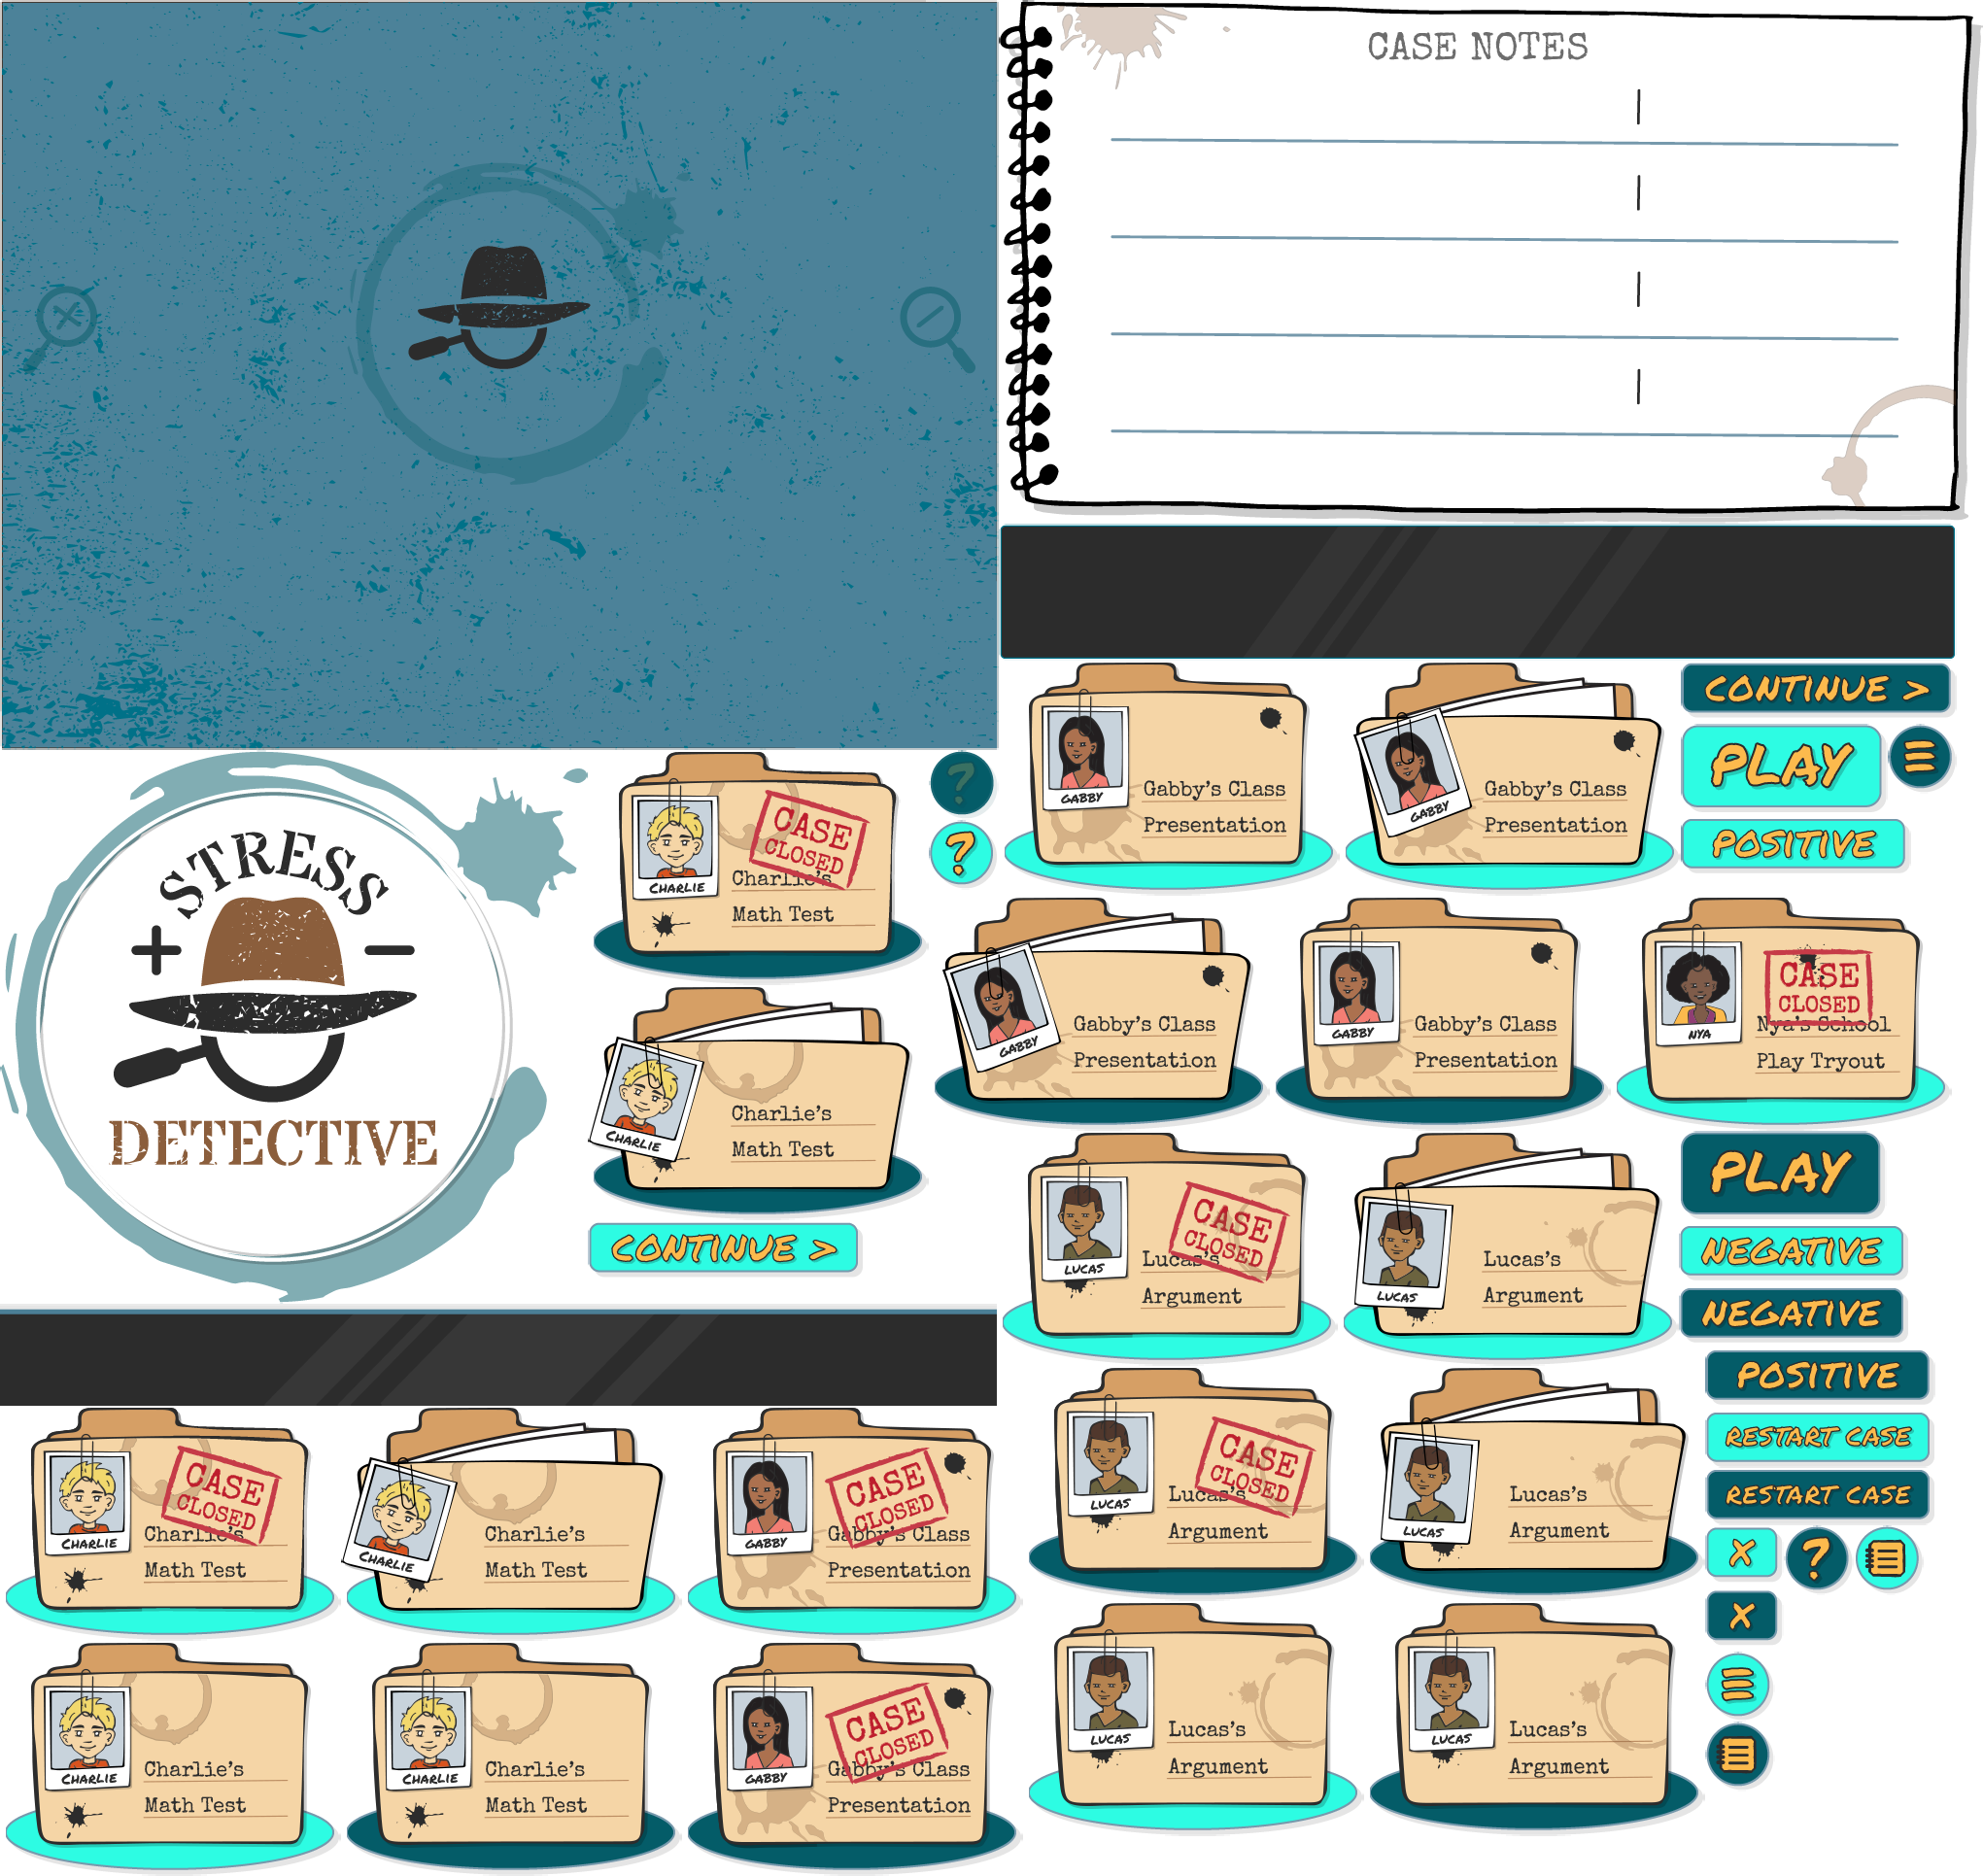 CASE NOTES
STRESS
+ -
DETECTIVE
CASE
CLOSED
Charlie's
Math Test
CHARLIE
?
?
GABBY
Gabby's Class
Presentation
GABBY
Gabby's Class
Presentation
CONTINUE >
PLAY
POSITIVE
CHARLIE
Charlie's
Math Test
CONTINUE >
GABBY
Gabby's Class
Presentation
GABBY
Gabby's Class
Presentation
NYA
CASE
CLOSED
Nya's School
Play Tryout
LUCAS
CASE
CLOSED
Lucas's
Argument
LUCAS
Lucas's
Argument
PLAY
NEGATIVE
NEGATIVE
CHARLIE
CASE
CLOSED
Charlie's
Math Test
CHARLIE
Charlie's
Math Test
GABBY
CASE
CLOSED
Gabby's Class
Presentation
LUCAS
CASE
CLOSED
Lucas's
Argument
LUCAS
Lucas's
Argument
POSITIVE
RESTART CASE
RESTART CASE
X
?
X
CHARLIE
Charlie's
Math Test
CHARLIE
Charlie's
Math Test
GABBY
CASE
CLOSED
Gabby's Class
Presentation
LUCAS
Lucas's
Argument
LUCAS
Lucas's
Argument